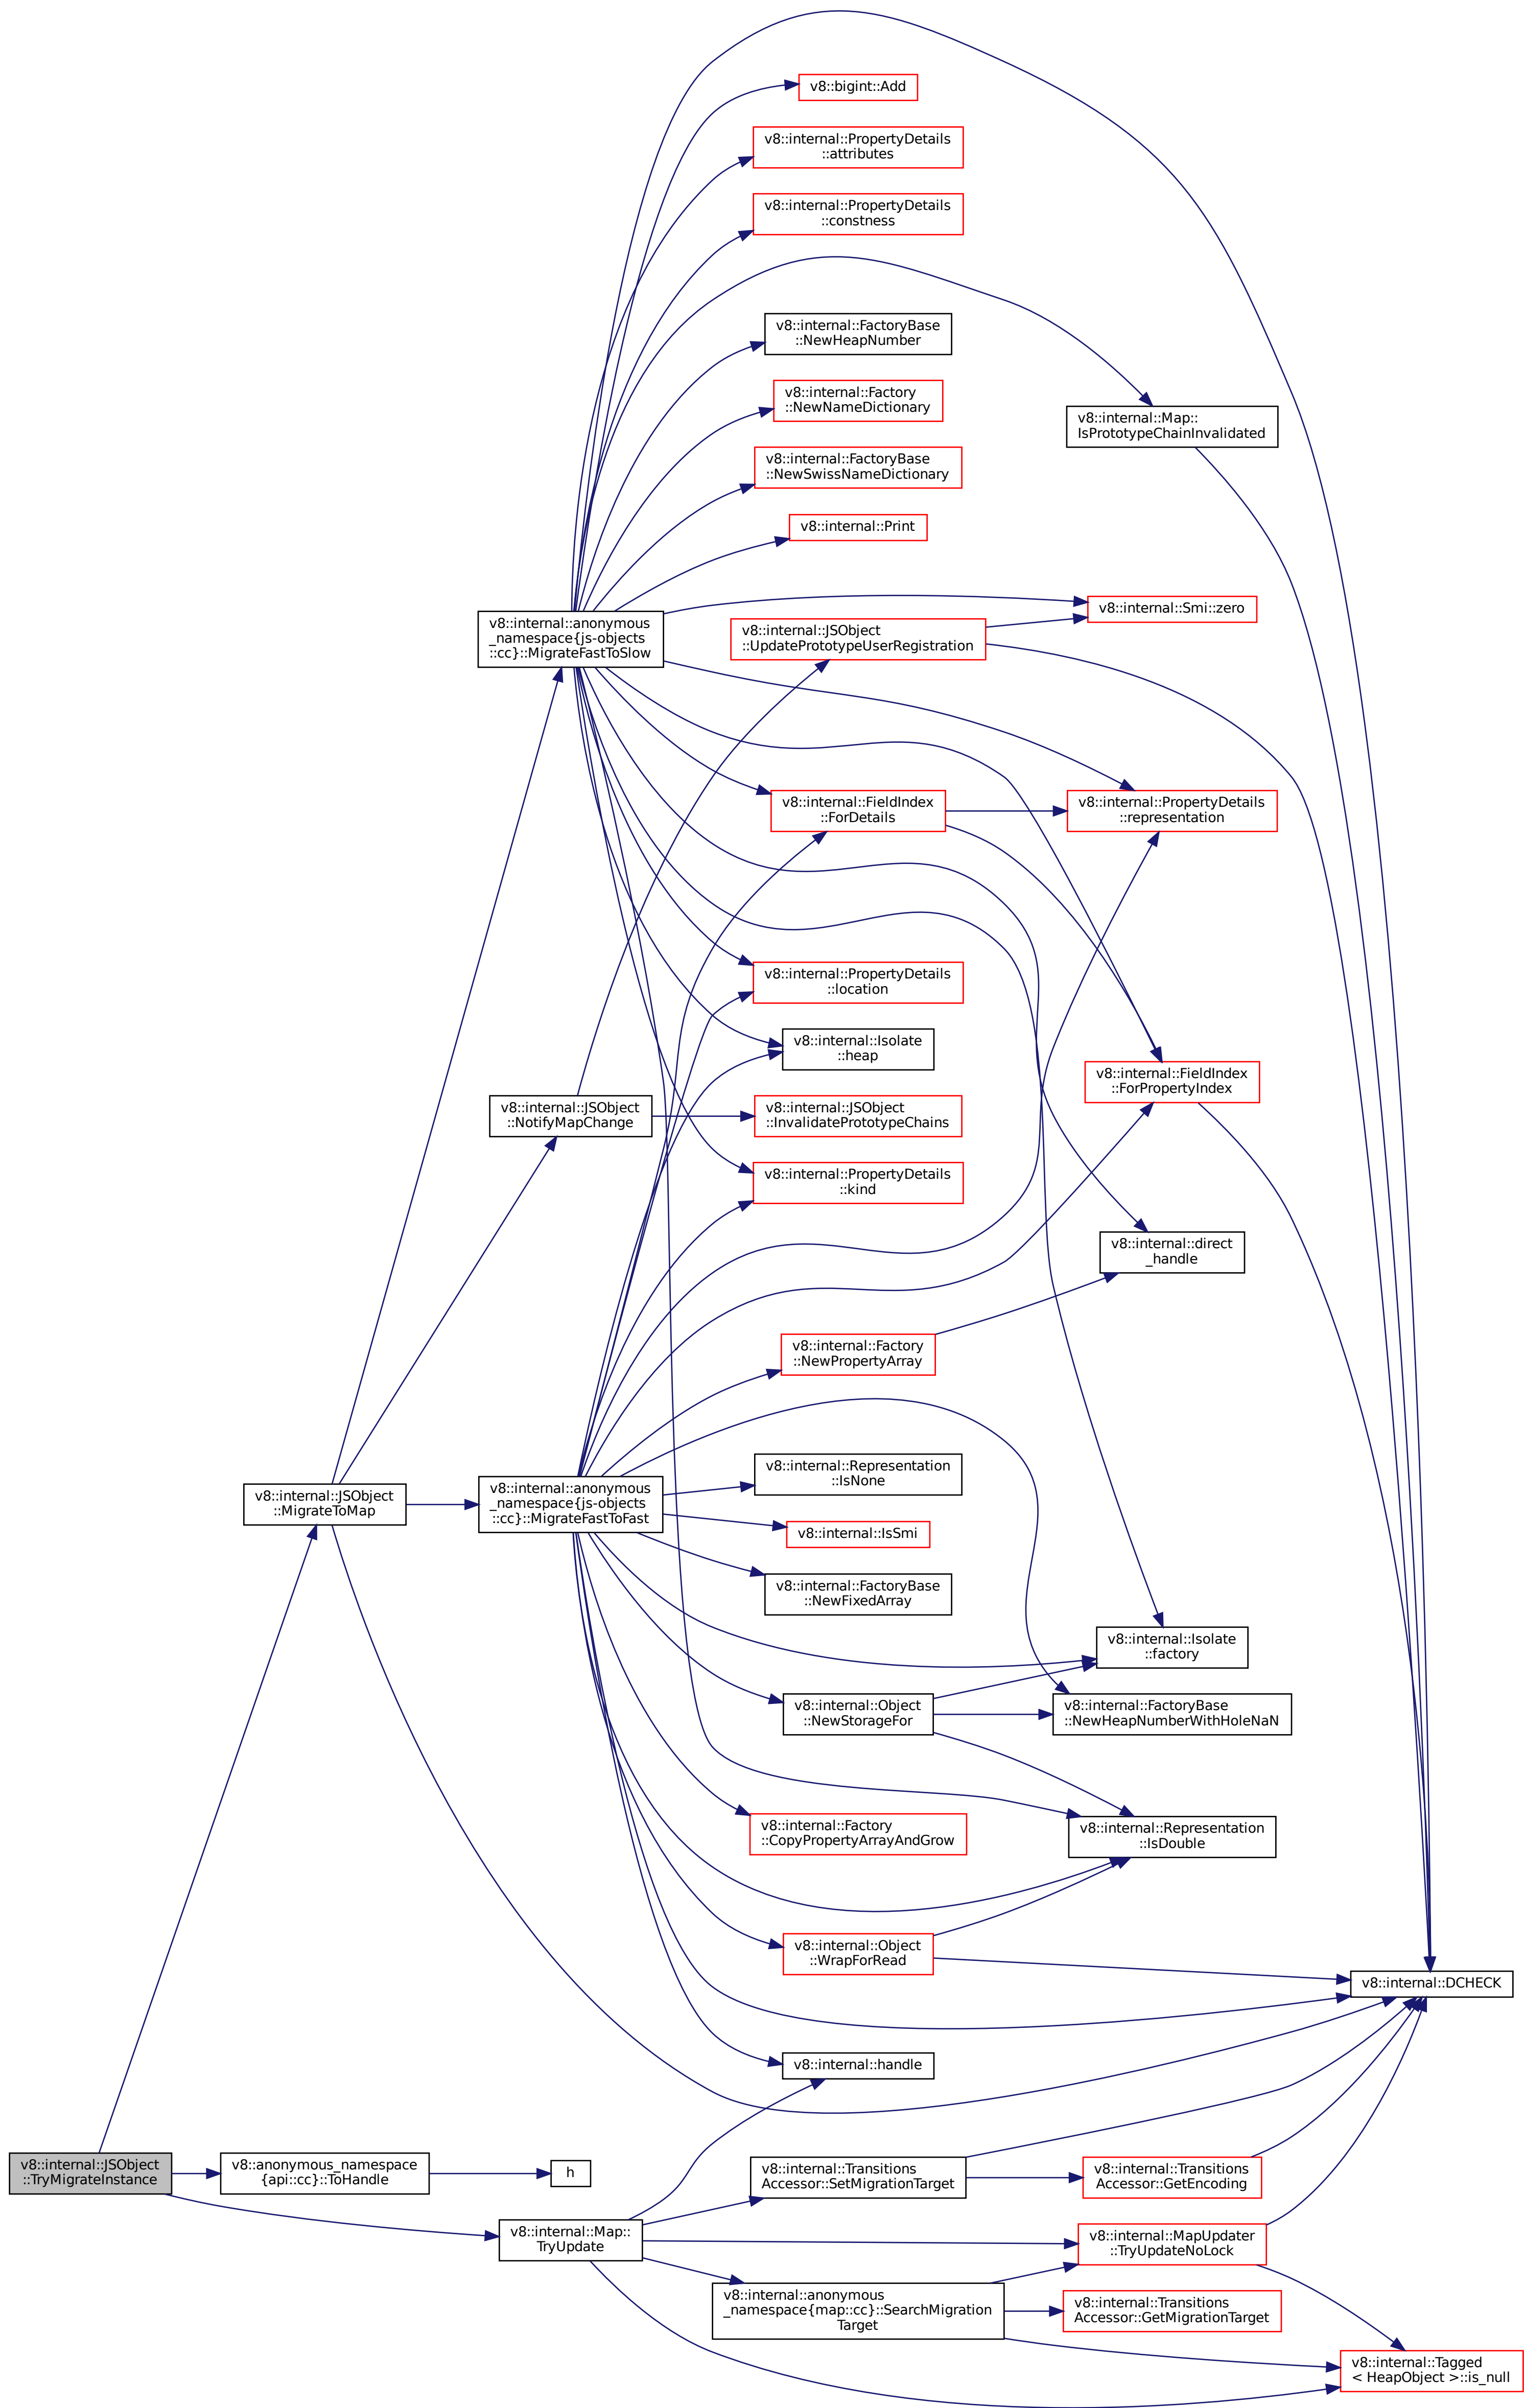 v8::bigint::Add
v8::internal::PropertyDetails
::attributes
v8::internal::PropertyDetails
::constness
v8::internal::FactoryBase
::NewHeapNumber
v8::internal::Factory
::NewNameDictionary
v8::internal::Map::
IsPrototypeChainInvalidated
v8::internal::FactoryBase
::NewSwissNameDictionary
v8::internal::Print
v8::internal::Smi::zero
v8::internal::anonymous
_namespace{js-objects
::cc}::MigrateFastToSlow
v8::internal::JSObject
::UpdatePrototypeUserRegistration
v8::internal::FieldIndex
::ForDetails
v8::internal::PropertyDetails
::representation
v8::internal::PropertyDetails
::location
v8::internal::Isolate
::heap
v8::internal::FieldIndex
::ForPropertyIndex
v8::internal::JSObject
::NotifyMapChange
v8::internal::JSObject
::InvalidatePrototypeChains
v8::internal::PropertyDetails
::kind
v8::internal::direct
_handle
v8::internal::Factory
::NewPropertyArray
v8::internal::Representation
::IsNone
v8::internal::JSObject
::MigrateToMap
v8::internal::anonymous
_namespace{js-objects
::cc}::MigrateFastToFast
v8::internal::IsSmi
v8::internal::FactoryBase
::NewFixedArray
v8::internal::Isolate
::factory
v8::internal::Object
::NewStorageFor
v8::internal::FactoryBase
::NewHeapNumberWithHoleNaN
v8::internal::Factory
::CopyPropertyArrayAndGrow
v8::internal::Representation
::IsDouble
v8::internal::Object
::WrapForRead
v8::internal::DCHECK
v8::internal::handle
v8::internal::JSObject
::TryMigrateInstance
v8::anonymous_namespace
{api::cc}::ToHandle
h
v8::internal::Transitions
Accessor::SetMigrationTarget
v8::internal::Transitions
Accessor::GetEncoding
v8::internal::Map::
TryUpdate
v8::internal::MapUpdater
::TryUpdateNoLock
v8::internal::anonymous
_namespace{map::cc}::SearchMigration
Target
v8::internal::Transitions
Accessor::GetMigrationTarget
v8::internal::Tagged
< HeapObject >::is_null